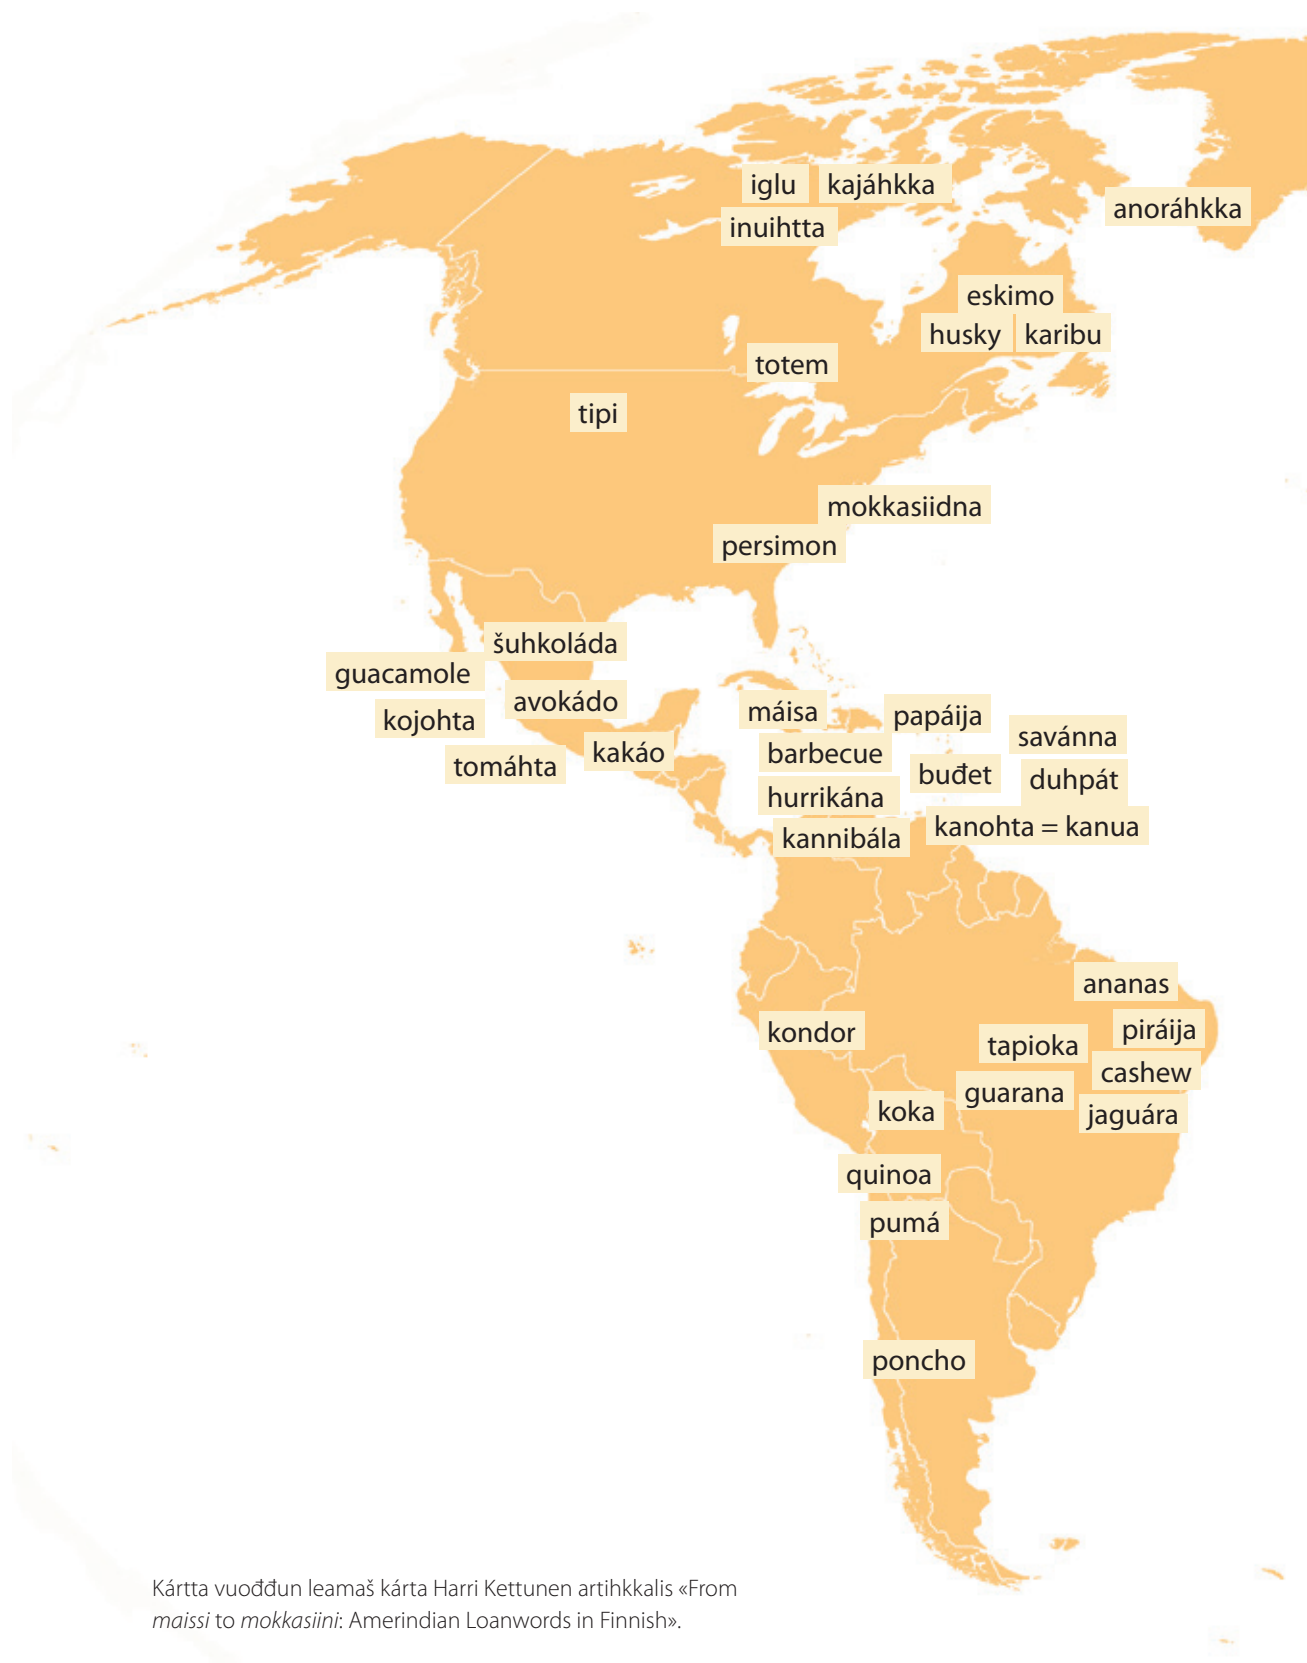 iglu kajáhkka
anoráhkka
inuihtta
eskimo
husky karibu
totem
tipi
mokkasiidna
persimon
šuhkoláda
guacamole
avokádo
kojohta
kakáo
tomáhta
máisa papáija
savánna
barbecue
buđet duhpát
hurrikána
kanohta = kanua
kannibála
ananas
piráija
kondor
tapioka
cashew
guarana
koka
jaguára
quinoa
pumá
poncho
Kártta vuođđun leamaš kárta Harri Kettunen artihkkalis «From
maissi to mokkasiini: Amerindian Loanwords in Finnish».